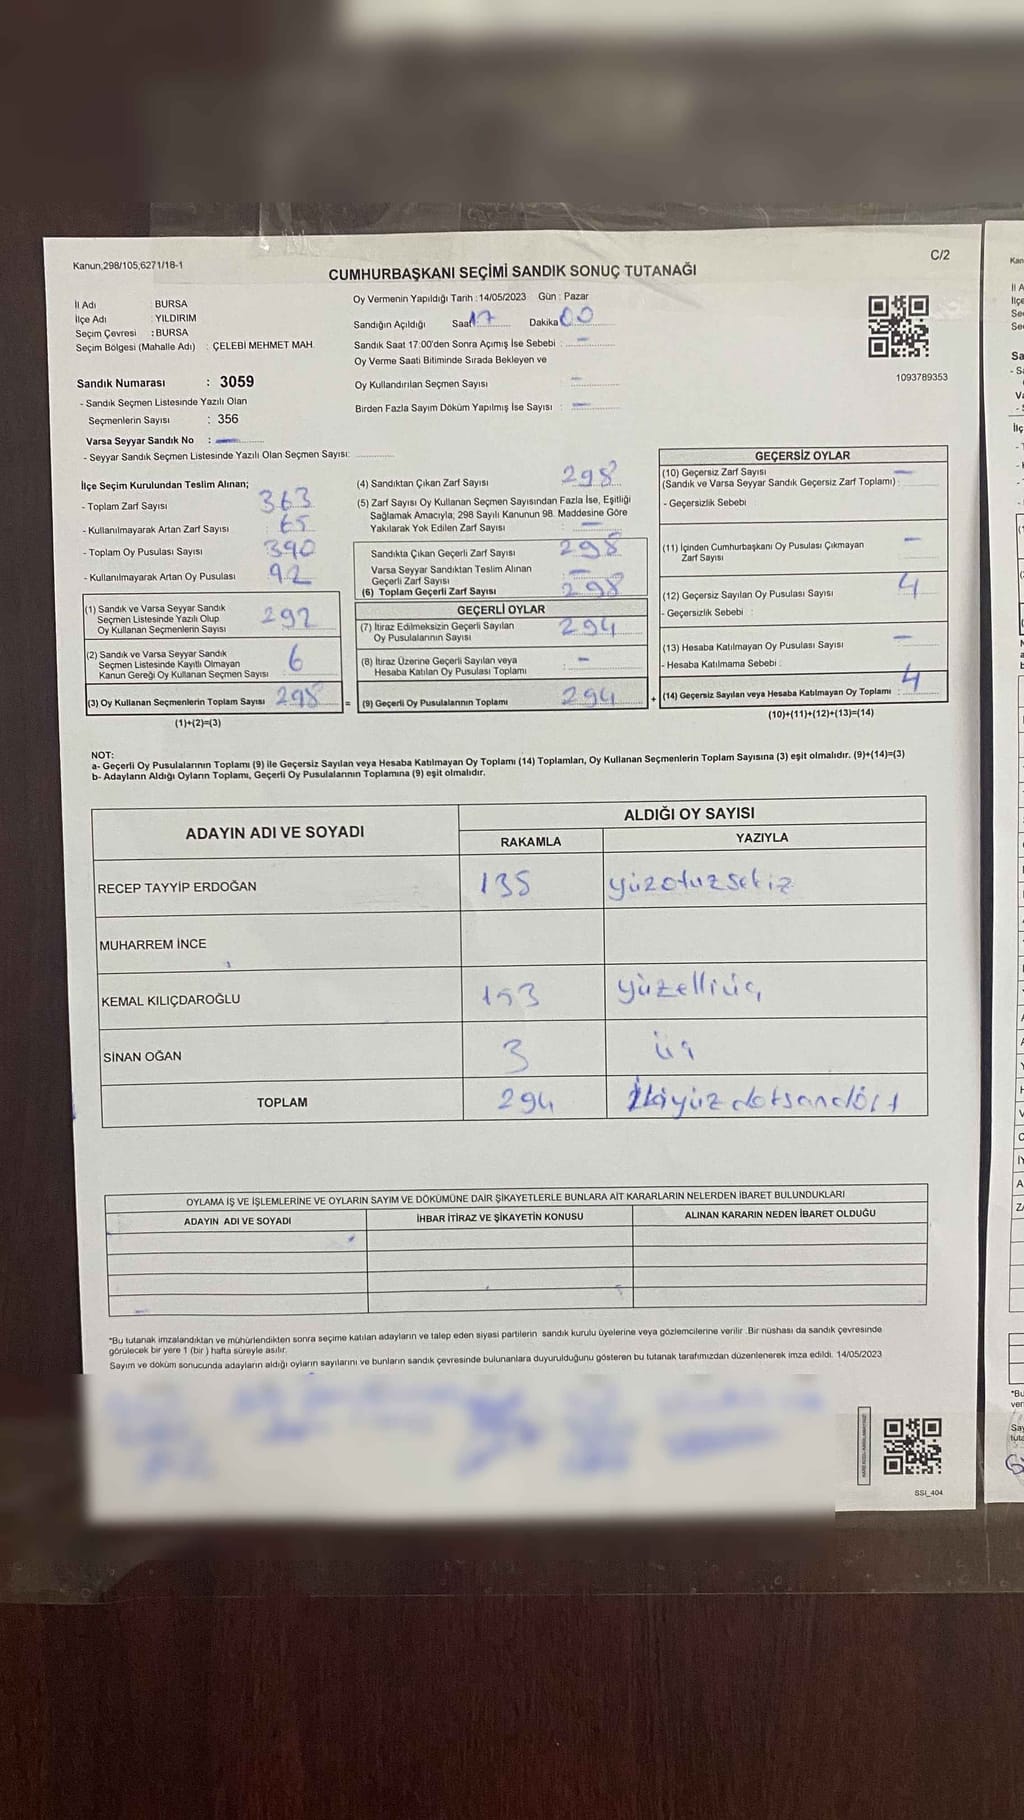 Kanun;298/105,6271/18-1
C/2
CUMHURBAŞKANI SEÇİMİ SANDIK SONUÇ TUTANAĞI
İl Adı : BURSA
İlçe Adı : YILDIRIM
Seçim Çevresi : BURSA
Seçim Bölgesi (Mahalle Adı) : ÇELEBİ MEHMET MAH.
Sandık Numarası : 3059
- Sandık Seçmen Listesinde Yazılı Olan
Seçmenlerin Sayısı : 356
Varsa Seyyar Sandık No : —
- Seyyar Sandık Seçmen Listesinde Yazılı Olan Seçmen Sayısı:
Oy Vermenin Yapıldığı Tarih : 14/05/2023 Gün : Pazar
Sandığın Açıldığı Saat 17 Dakika 00
Sandık Saat 17:00'den Sonra Açımış İse Sebebi : —
Oy Verme Saati Bitiminde Sırada Bekleyen ve
Oy Kullandırılan Seçmen Sayısı —
Birden Fazla Sayım Döküm Yapılmış İse Sayısı : —
1093789353
İlçe Seçim Kurulundan Teslim Alınan;
- Toplam Zarf Sayısı 363
- Kullanılmayarak Artan Zarf Sayısı : 65
- Toplam Oy Pusulası Sayısı 390
- Kullanılmayarak Artan Oy Pusulası : 92
(1) Sandık ve Varsa Seyyar Sandık
Seçmen Listesinde Yazılı Olup
Oy Kullanan Seçmenlerin Sayısı 292
(2) Sandık ve Varsa Seyyar Sandık
Seçmen Listesinde Kayıtlı Olmayan
Kanun Gereği Oy Kullanan Seçmen Sayısı : 6
(3) Oy Kullanan Seçmenlerin Toplam Sayısı 298
(1)+(2)=(3)
=
(4) Sandıktan Çıkan Zarf Sayısı 298
(5) Zarf Sayısı Oy Kullanan Seçmen Sayısından Fazla İse, Eşitliği
Sağlamak Amacıyla; 298 Sayılı Kanunun 98. Maddesine Göre
Yakılarak Yok Edilen Zarf Sayısı : —
Sandıkta Çıkan Geçerli Zarf Sayısı 298
Varsa Seyyar Sandıktan Teslim Alınan
Geçerli Zarf Sayısı —
(6) Toplam Geçerli Zarf Sayısı 298
GEÇERLİ OYLAR
(7) İtiraz Edilmeksizin Geçerli Sayılan
Oy Pusulalarının Sayısı 294
(8) İtiraz Üzerine Geçerli Sayılan veya
Hesaba Katılan Oy Pusulaları Toplamı : —
(9) Geçerli Oy Pusulalarının Toplamı 294
+
GEÇERSİZ OYLAR
(10) Geçersiz Zarf Sayısı
(Sandık ve Varsa Seyyar Sandık Geçersiz Zarf Toplamı) : —
- Geçersizlik Sebebi
(11) İçinden Cumhurbaşkanı Oy Pusulası Çıkmayan
Zarf Sayısı —
(12) Geçersiz Sayılan Oy Pusulası Sayısı 4
- Geçersizlik Sebebi :
(13) Hesaba Katılmayan Oy Pusulası Sayısı —
- Hesaba Katılmama Sebebi :
(14) Geçersiz Sayılan veya Hesaba Katılmayan Oy Toplamı : 4
(10)+(11)+(12)+(13)=(14)
NOT:
a- Geçerli Oy Pusulalarının Toplamı (9) ile Geçersiz Sayılan veya Hesaba Katılmayan Oy Toplamı (14) Toplamları, Oy Kullanan Seçmenlerin Toplam Sayısına (3) eşit olmalıdır. (9)+(14)=(3)
b- Adayların Aldığı Oyların Toplamı, Geçerli Oy Pusulalarının Toplamına (9) eşit olmalıdır.
ADAYIN ADI VE SOYADI
ALDIĞI OY SAYISI
RAKAMLA YAZIYLA
RECEP TAYYİP ERDOĞAN 138 yüzotuzsekiz
MUHARREM İNCE
KEMAL KILIÇDAROĞLU 153 yüzelliüç
SİNAN OĞAN 3 üç
TOPLAM 294 İkiyüz doksandört
OYLAMA İŞ VE İŞLEMLERİNE VE OYLARIN SAYIM VE DÖKÜMÜNE DAİR ŞİKAYETLERLE BUNLARA AİT KARARLARIN NELERDEN İBARET BULUNDUKLARI
ADAYIN ADI VE SOYADI İHBAR İTİRAZ VE ŞİKAYETİN KONUSU ALINAN KARARIN NEDEN İBARET OLDUĞU
*Bu tutanak imzalandıktan ve mühürlendikten sonra seçime katılan adayların ve talep eden siyasi partilerin sandık kurulu üyelerine veya gözlemcilerine verilir .Bir nüshası da sandık çevresinde
görülecek bir yere 1 (bir ) hafta süreyle asılır.
Sayım ve döküm sonucunda adayların aldığı oyların sayılarını ve bunların sandık çevresinde bulunanlara duyurulduğunu gösteren bu tutanak tarafımızdan düzenlenerek imza edildi. 14/05/2023
SSİ_404